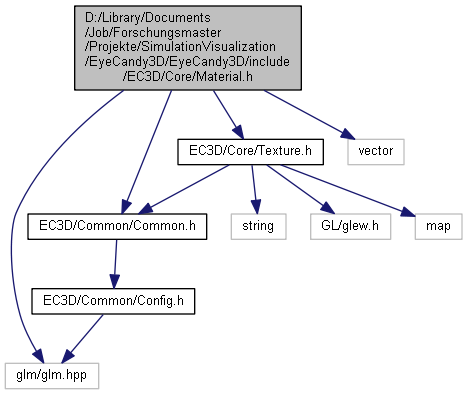 D:/Library/Documents
/Job/Forschungsmaster
/Projekte/SimulationVisualization
/EyeCandy3D/EyeCandy3D/include
/EC3D/Core/Material.h
EC3D/Core/Texture.h
vector
EC3D/Common/Common.h
string
GL/glew.h
map
EC3D/Common/Config.h
glm/glm.hpp